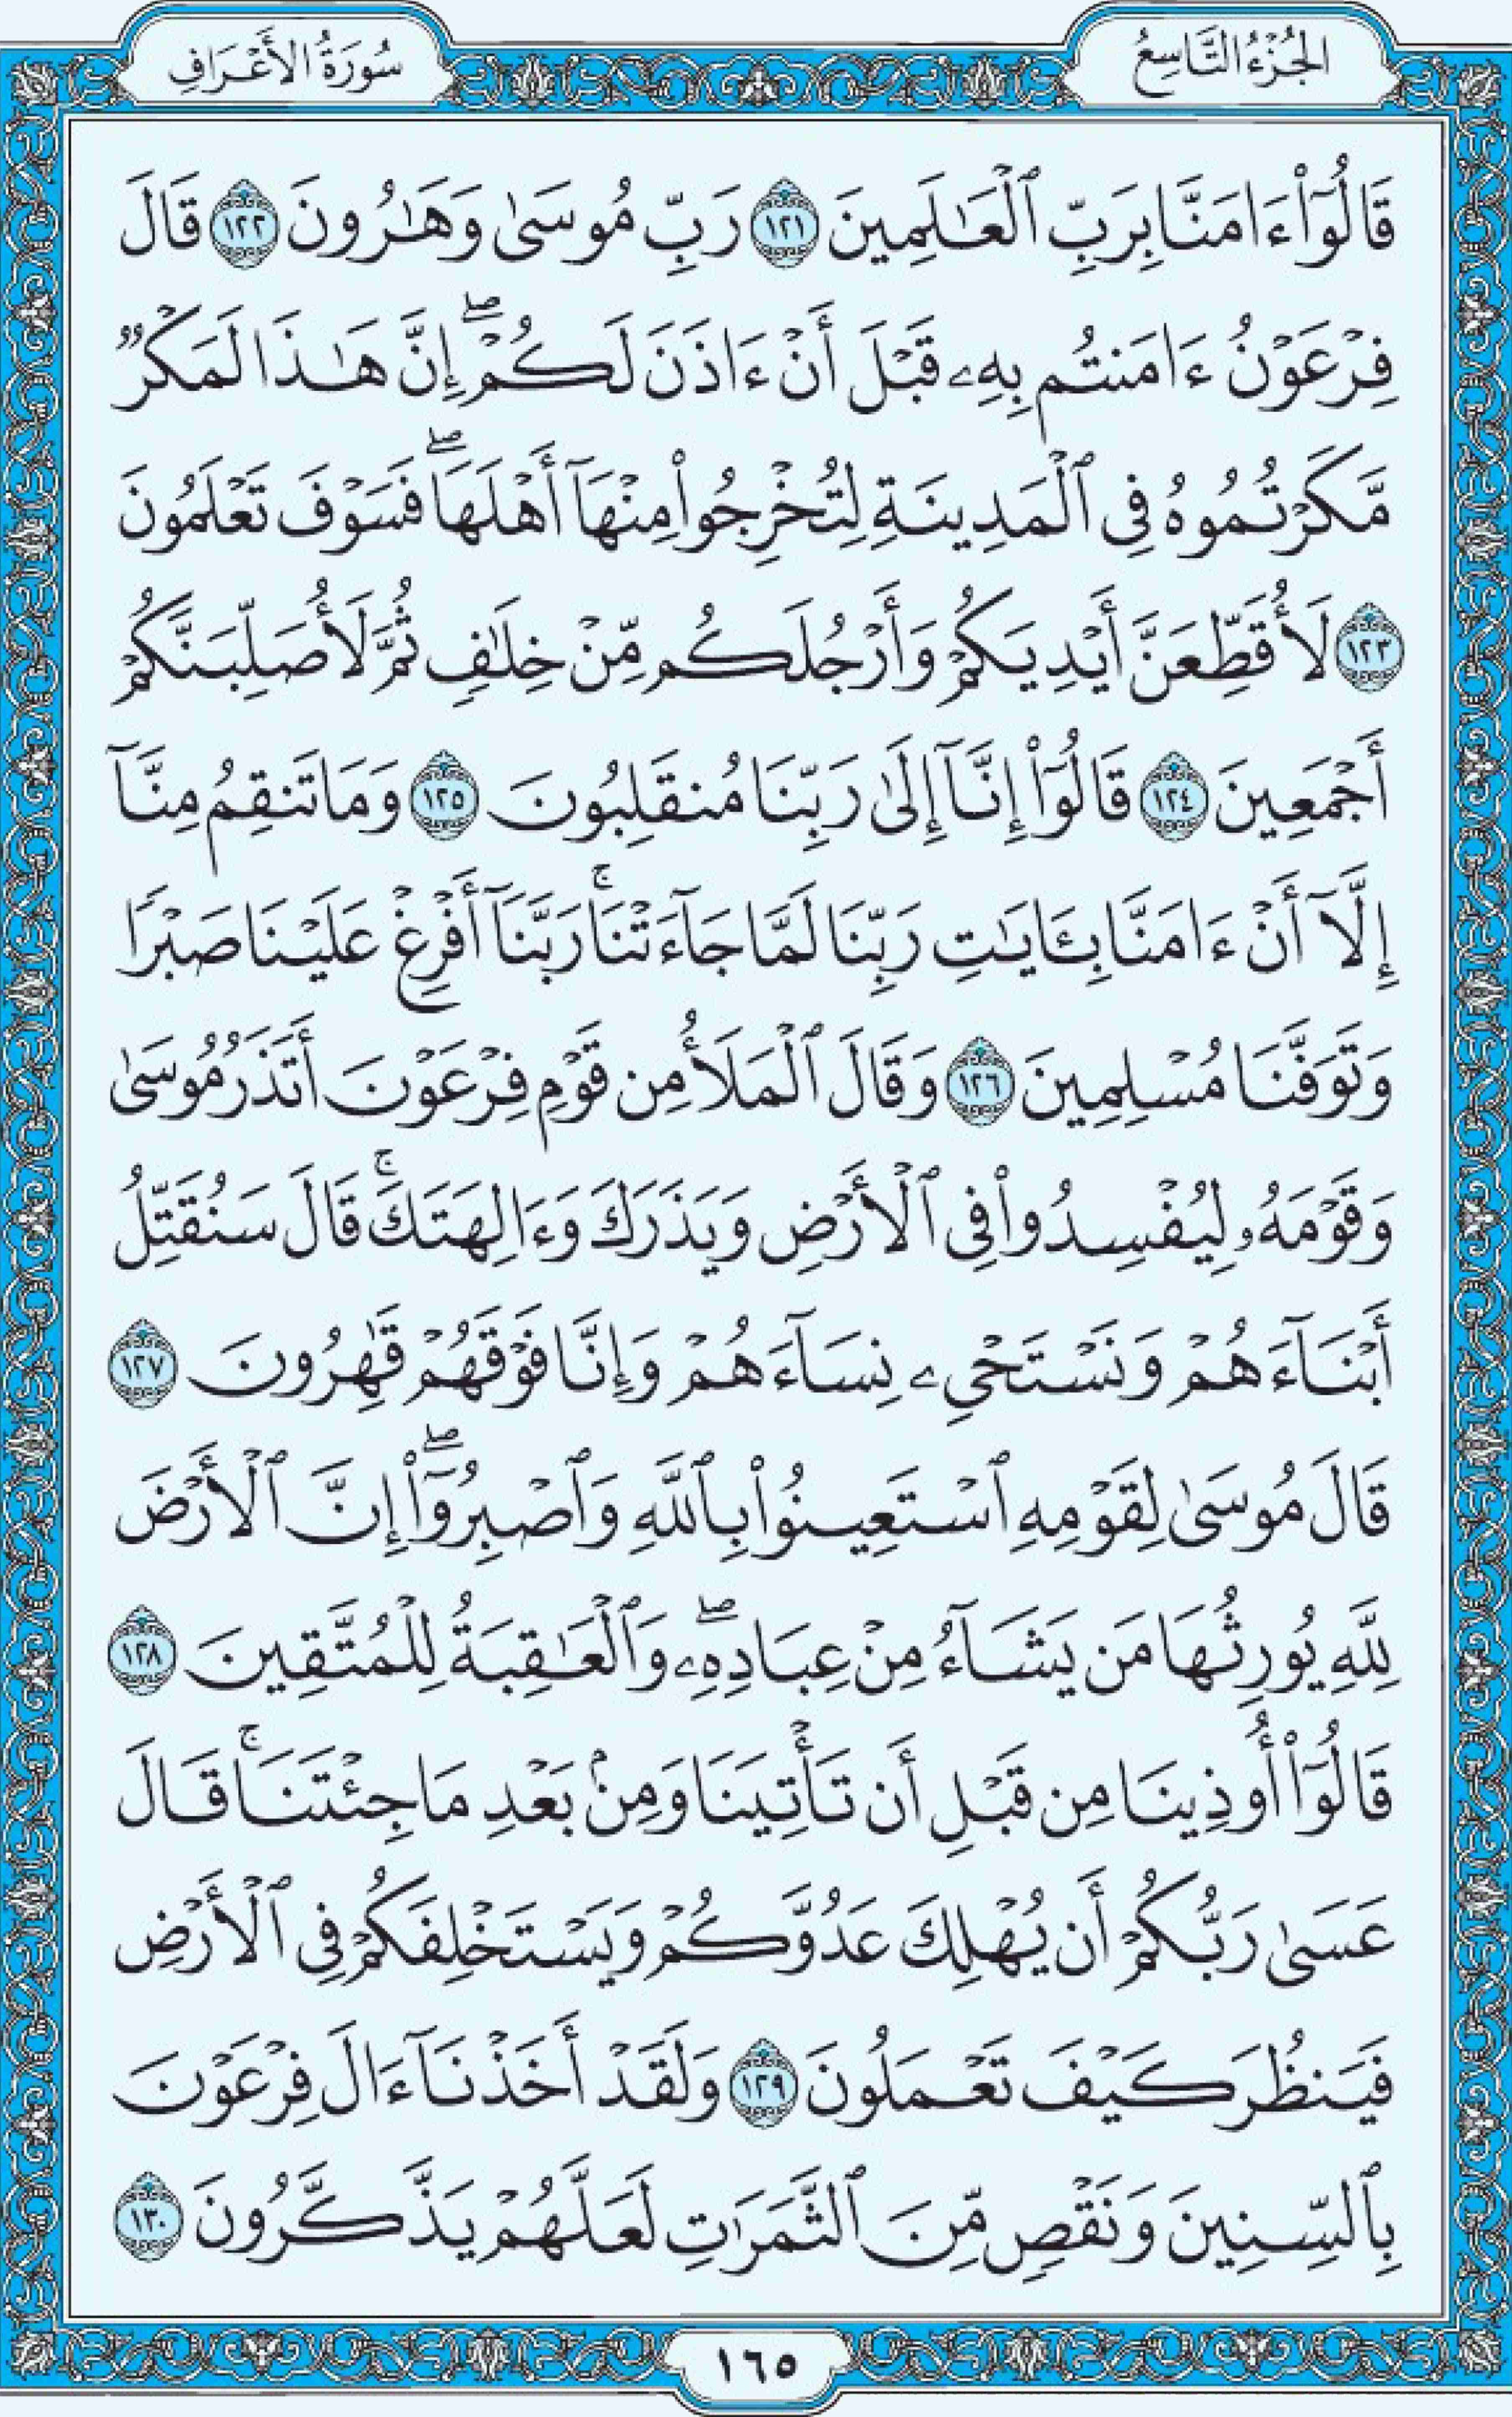 الجُزْءُ التَّاسِعُ
سُورَةُ الأَعْرَافِ
قَالُوٓا۟ ءَامَنَّا بِرَبِّ ٱلْعَـٰلَمِينَ ١٢١ رَبِّ مُوسَىٰ وَهَـٰرُونَ ١٢٢ قَالَ
فِرْعَوْنُ ءَامَنتُم بِهِۦ قَبْلَ أَنْ ءَاذَنَ لَكُمْ ۖ إِنَّ هَـٰذَا لَمَكْرٌ
مَّكَرْتُمُوهُ فِى ٱلْمَدِينَةِ لِتُخْرِجُوا۟ مِنْهَآ أَهْلَهَا ۖ فَسَوْفَ تَعْلَمُونَ
١٢٣ لَأُقَطِّعَنَّ أَيْدِيَكُمْ وَأَرْجُلَكُم مِّنْ خِلَـٰفٍ ثُمَّ لَأُصَلِّبَنَّكُمْ
أَجْمَعِينَ ١٢٤ قَالُوٓا۟ إِنَّآ إِلَىٰ رَبِّنَا مُنقَلِبُونَ ١٢٥ وَمَا تَنقِمُ مِنَّآ
إِلَّآ أَنْ ءَامَنَّا بِـَٔايَـٰتِ رَبِّنَا لَمَّا جَآءَتْنَا ۚ رَبَّنَآ أَفْرِغْ عَلَيْنَا صَبْرًا
وَتَوَفَّنَا مُسْلِمِينَ ١٢٦ وَقَالَ ٱلْمَلَأُ مِن قَوْمِ فِرْعَوْنَ أَتَذَرُ مُوسَىٰ
وَقَوْمَهُۥ لِيُفْسِدُوا۟ فِى ٱلْأَرْضِ وَيَذَرَكَ وَءَالِهَتَكَ ۚ قَالَ سَنُقَتِّلُ
أَبْنَآءَهُمْ وَنَسْتَحْىِۦ نِسَآءَهُمْ وَإِنَّا فَوْقَهُمْ قَـٰهِرُونَ ١٢٧
قَالَ مُوسَىٰ لِقَوْمِهِ ٱسْتَعِينُوا۟ بِٱللَّهِ وَٱصْبِرُوٓا۟ ۖ إِنَّ ٱلْأَرْضَ
لِلَّهِ يُورِثُهَا مَن يَشَآءُ مِنْ عِبَادِهِۦ ۖ وَٱلْعَـٰقِبَةُ لِلْمُتَّقِينَ ١٢٨
قَالُوٓا۟ أُوذِينَا مِن قَبْلِ أَن تَأْتِيَنَا وَمِنۢ بَعْدِ مَا جِئْتَنَا ۚ قَالَ
عَسَىٰ رَبُّكُمْ أَن يُهْلِكَ عَدُوَّكُمْ وَيَسْتَخْلِفَكُمْ فِى ٱلْأَرْضِ
فَيَنظُرَ كَيْفَ تَعْمَلُونَ ١٢٩ وَلَقَدْ أَخَذْنَآ ءَالَ فِرْعَوْنَ
بِٱلسِّنِينَ وَنَقْصٍ مِّنَ ٱلثَّمَرَٰتِ لَعَلَّهُمْ يَذَّكَّرُونَ ١٣٠
١٦٥